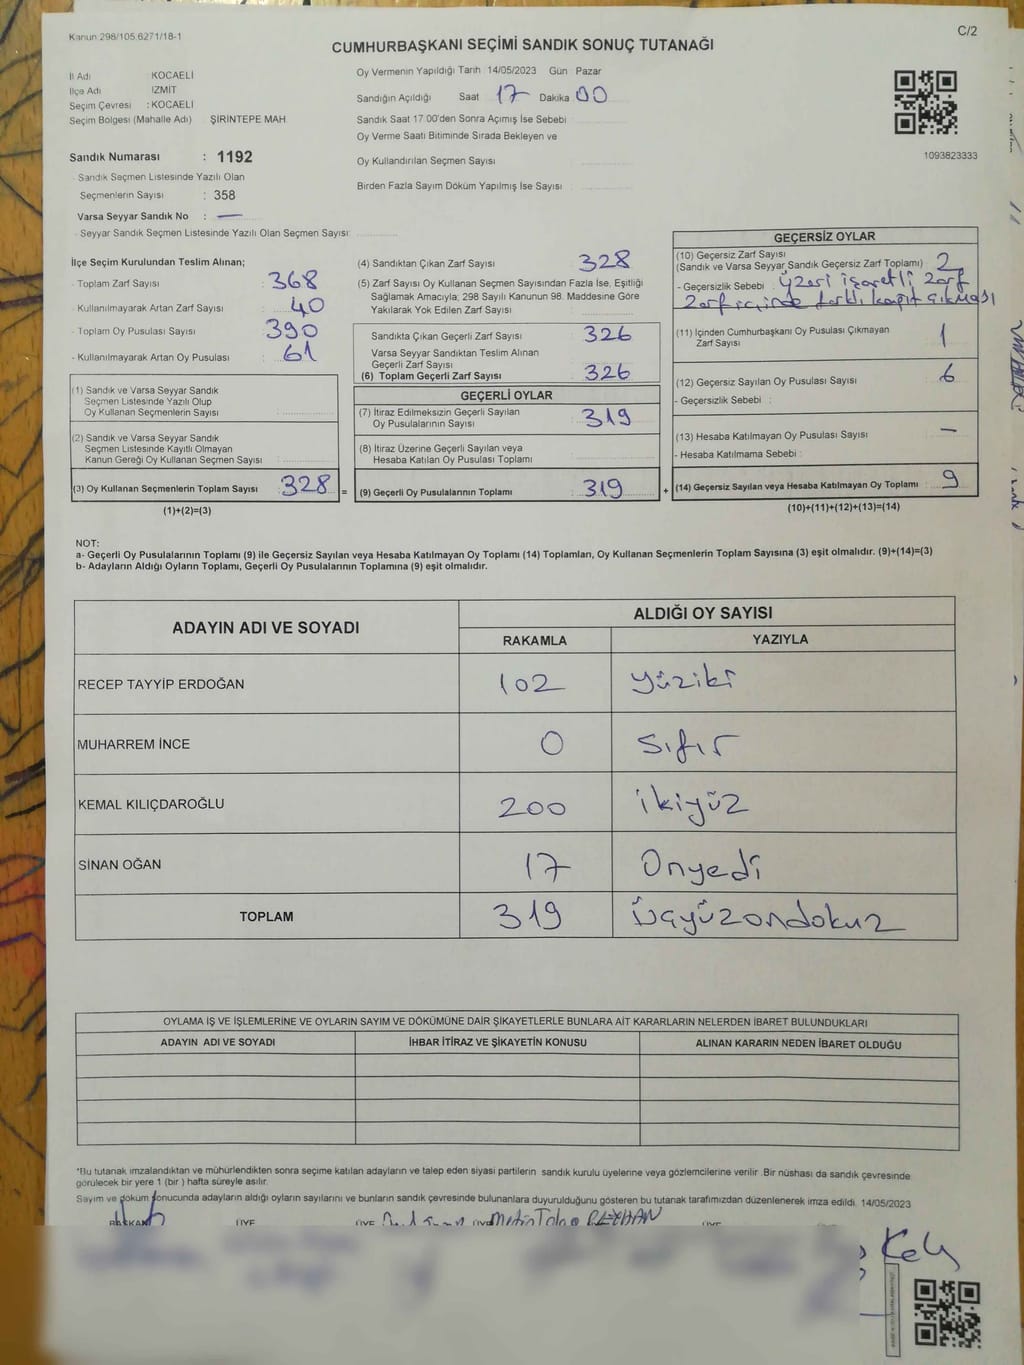 Kanun 298/105.6271/18-1
C/2
CUMHURBAŞKANI SEÇİMİ SANDIK SONUÇ TUTANAĞI
İl Adı KOCAELİ
İlçe Adı İZMİT
Seçim Çevresi : KOCAELİ
Seçim Bölgesi (Mahalle Adı) ŞİRİNTEPE MAH
Sandık Numarası : 1192
Sandık Seçmen Listesinde Yazılı Olan
Seçmenlerin Sayısı : 358
Varsa Seyyar Sandık No : —
Seyyar Sandık Seçmen Listesinde Yazılı Olan Seçmen Sayısı:
Oy Vermenin Yapıldığı Tarih 14/05/2023 Gün Pazar
Sandığın Açıldığı Saat 17 Dakika 00
Sandık Saat 17.00'den Sonra Açımış İse Sebebi
Oy Verme Saati Bitiminde Sırada Bekleyen ve
Oy Kullandırılan Seçmen Sayısı
Birden Fazla Sayım Döküm Yapılmış İse Sayısı
1093823333
İlçe Seçim Kurulundan Teslim Alınan;
- Toplam Zarf Sayısı : 368
- Kullanılmayarak Artan Zarf Sayısı : 40
- Toplam Oy Pusulası Sayısı : 390
- Kullanılmayarak Artan Oy Pusulası : 61
(1) Sandık ve Varsa Seyyar Sandık
Seçmen Listesinde Yazılı Olup
Oy Kullanan Seçmenlerin Sayısı
(2) Sandık ve Varsa Seyyar Sandık
Seçmen Listesinde Kayıtlı Olmayan
Kanun Gereği Oy Kullanan Seçmen Sayısı
(3) Oy Kullanan Seçmenlerin Toplam Sayısı : 328 =
(1)+(2)=(3)
(4) Sandıktan Çıkan Zarf Sayısı : 328
(5) Zarf Sayısı Oy Kullanan Seçmen Sayısından Fazla İse, Eşitliği
Sağlamak Amacıyla; 298 Sayılı Kanunun 98. Maddesine Göre
Yakılarak Yok Edilen Zarf Sayısı :
Sandıkta Çıkan Geçerli Zarf Sayısı : 326
Varsa Seyyar Sandıktan Teslim Alınan
Geçerli Zarf Sayısı
(6) Toplam Geçerli Zarf Sayısı : 326
GEÇERLİ OYLAR
(7) İtiraz Edilmeksizin Geçerli Sayılan
Oy Pusulalarının Sayısı : 319
(8) İtiraz Üzerine Geçerli Sayılan veya
Hesaba Katılan Oy Pusulası Toplamı :
(9) Geçerli Oy Pusulalarının Toplamı : 319 +
GEÇERSİZ OYLAR
(10) Geçersiz Zarf Sayısı
(Sandık ve Varsa Seyyar Sandık Geçersiz Zarf Toplamı) : 2
- Geçersizlik Sebebi : üzeri işaretli zarf
zarf içinde farklı kağıt çıkması
(11) İçinden Cumhurbaşkanı Oy Pusulası Çıkmayan
Zarf Sayısı 1
(12) Geçersiz Sayılan Oy Pusulası Sayısı : 6
- Geçersizlik Sebebi :
(13) Hesaba Katılmayan Oy Pusulası Sayısı : —
- Hesaba Katılmama Sebebi :
(14) Geçersiz Sayılan veya Hesaba Katılmayan Oy Toplamı : 9
(10)+(11)+(12)+(13)=(14)
NOT:
a- Geçerli Oy Pusulalarının Toplamı (9) ile Geçersiz Sayılan veya Hesaba Katılmayan Oy Toplamı (14) Toplamları, Oy Kullanan Seçmenlerin Toplam Sayısına (3) eşit olmalıdır. (9)+(14)=(3)
b- Adayların Aldığı Oyların Toplamı, Geçerli Oy Pusulalarının Toplamına (9) eşit olmalıdır.
ADAYIN ADI VE SOYADI
ALDIĞI OY SAYISI
RAKAMLA YAZIYLA
RECEP TAYYİP ERDOĞAN 102 yüziki
MUHARREM İNCE 0 sıfır
KEMAL KILIÇDAROĞLU 200 ikiyüz
SİNAN OĞAN 17 Onyedi
TOPLAM 319 üçyüzondokuz
OYLAMA İŞ VE İŞLEMLERİNE VE OYLARIN SAYIM VE DÖKÜMÜNE DAİR ŞİKAYETLERLE BUNLARA AİT KARARLARIN NELERDEN İBARET BULUNDUKLARI
ADAYIN ADI VE SOYADI İHBAR İTİRAZ VE ŞİKAYETİN KONUSU ALINAN KARARIN NEDEN İBARET OLDUĞU
*Bu tutanak imzalandıktan ve mühürlendikten sonra seçime katılan adayların ve talep eden siyasi partilerin sandık kurulu üyelerine veya gözlemcilerine verilir. Bir nüshası da sandık çevresinde
görülecek bir yere 1 (bir) hafta süreyle asılır.
Sayım ve döküm sonucunda adayların aldığı oyların sayılarını ve bunların sandık çevresinde bulunanlara duyurulduğunu gösteren bu tutanak tarafımızdan düzenlenerek imza edildi. 14/05/2023
BAŞKAN ÜYE ÜYE ÜYE ÜYE